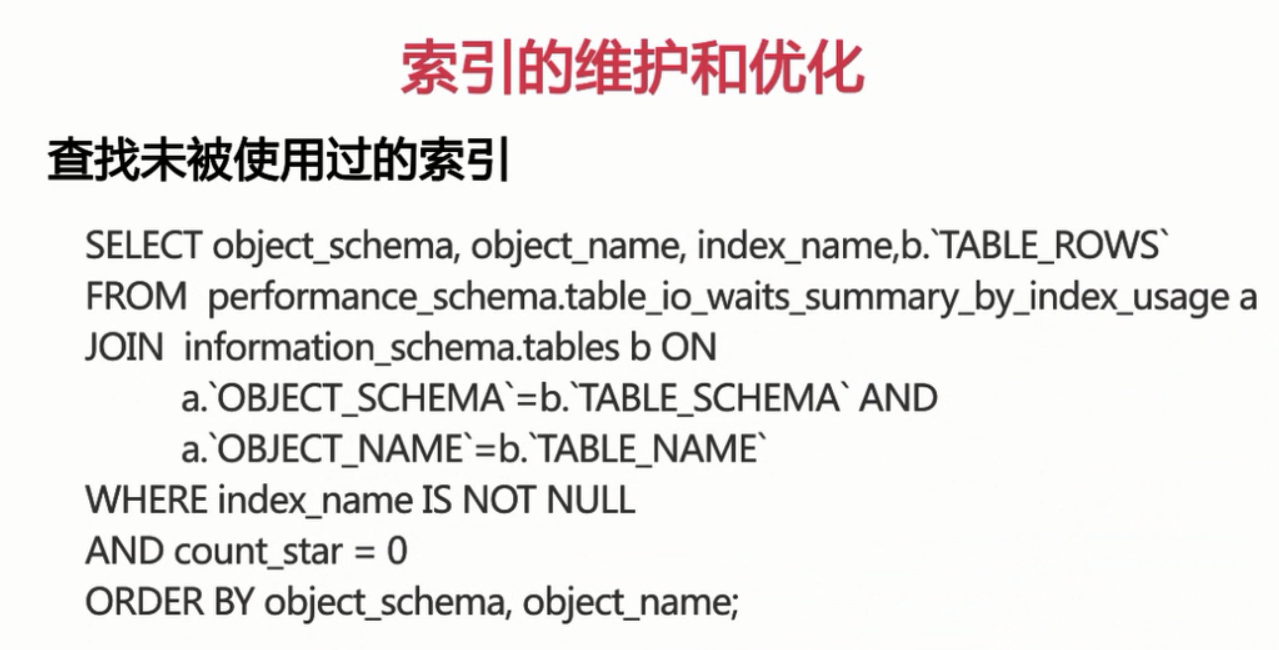 索引的维护和优化
查找未被使用过的索引
SELECT object_schema, object_name, index_name,b.`TABLE_ROWS`
FROM performance_schema.table_io_waits_summary_by_index_usage a
JOIN information_schema.tables b ON
a.`OBJECT_SCHEMA`=b.`TABLE_SCHEMA` AND
a.`OBJECT_NAME`=b.`TABLE_NAME`
WHERE index_name IS NOT NULL
AND count_star = 0
ORDER BY object_schema, object_name;